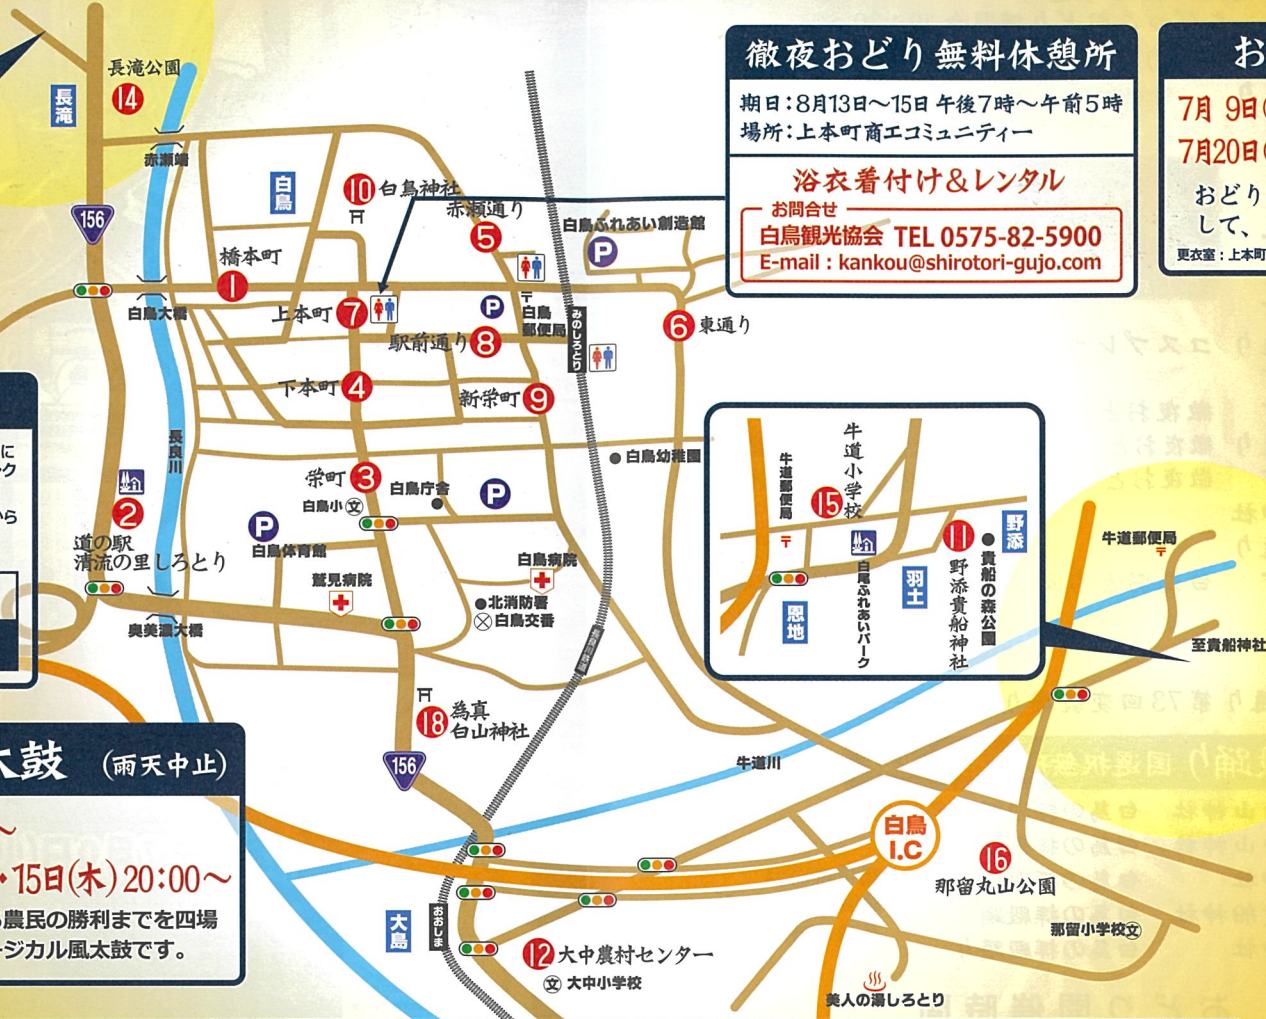 徹夜おどり無料休憩所
期日:8月13日〜15日 午後7時〜午前5時
場所:上本町商工コミュニティー
浴衣着付け&レンタル
お問合せ
白鳥観光協会 TEL 0575-82-5900
E-mail : kankou@shirotori-gujo.com
お
7月 9日(
7月20日(
おどり
して、
更衣室:上本町
長滝公園
14
長滝
赤瀬端
156
白鳥
10 白鳥神社
赤瀬通り
5
白鳥ふれあい創造館
P
橋本町
1
白鳥大橋
上本町 7
P
〒
白鳥
郵便局
みのしろとり
6 東通り
駅前通り 8
下本町 4
新栄町 9
長良川
白鳥幼稚園
栄町 3
白鳥小 文
白鳥庁舎
P
P
白鳥体育館
2
道の駅
清流の里しろとり
鷲見病院
白鳥病院
北消防署
白鳥交番
奥美濃大橋
長良川鉄道
牛道郵便局
〒
牛道小学校
15
11
野添貴船神社
貴船の森公園
野添
羽土
白尾ふれあいパーク
恩地
牛道郵便局
〒
至貴船神社
18 為真
白山神社
156
牛道川
白鳥
I.C
16
那留丸山公園
那留小学校 文
大島
おおしま
12 大中農村センター
文 大中小学校
美人の湯しろとり
に
ク
から
太鼓 (雨天中止)
〜
・15日(木)20:00〜
農民の勝利までを四場
ージカル風太鼓です。